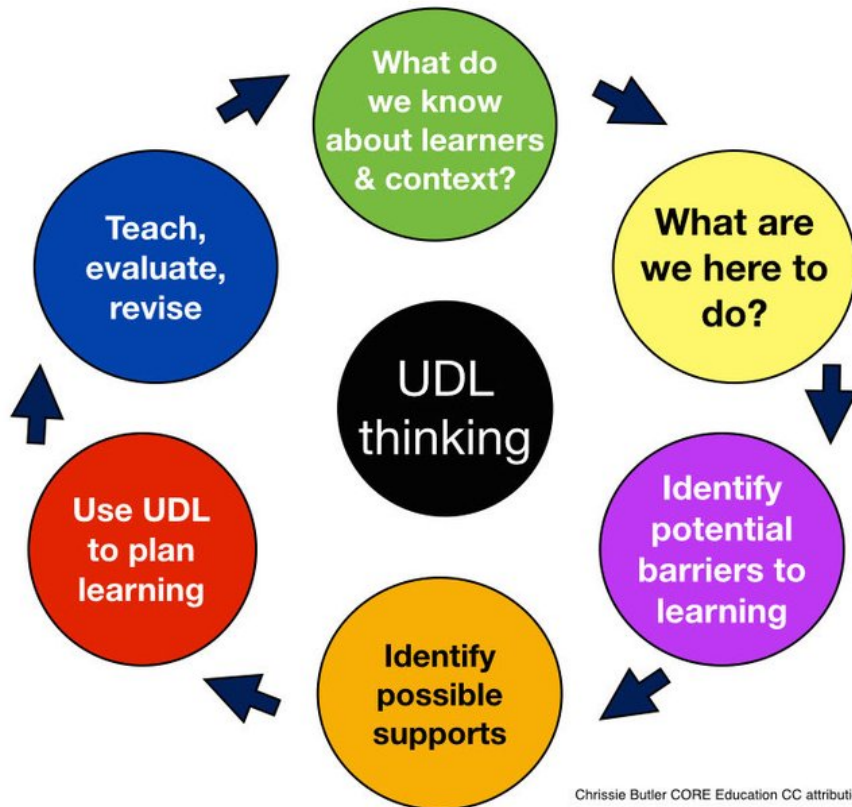 What do
we know
about learners
& context?
What are
we here to
do?
Identify
potential
barriers to
learning
Identify
possible
supports
Use UDL
to plan
learning
Teach,
evaluate,
revise
UDL
thinking
Chrissie Butler CORE Education CC attributi